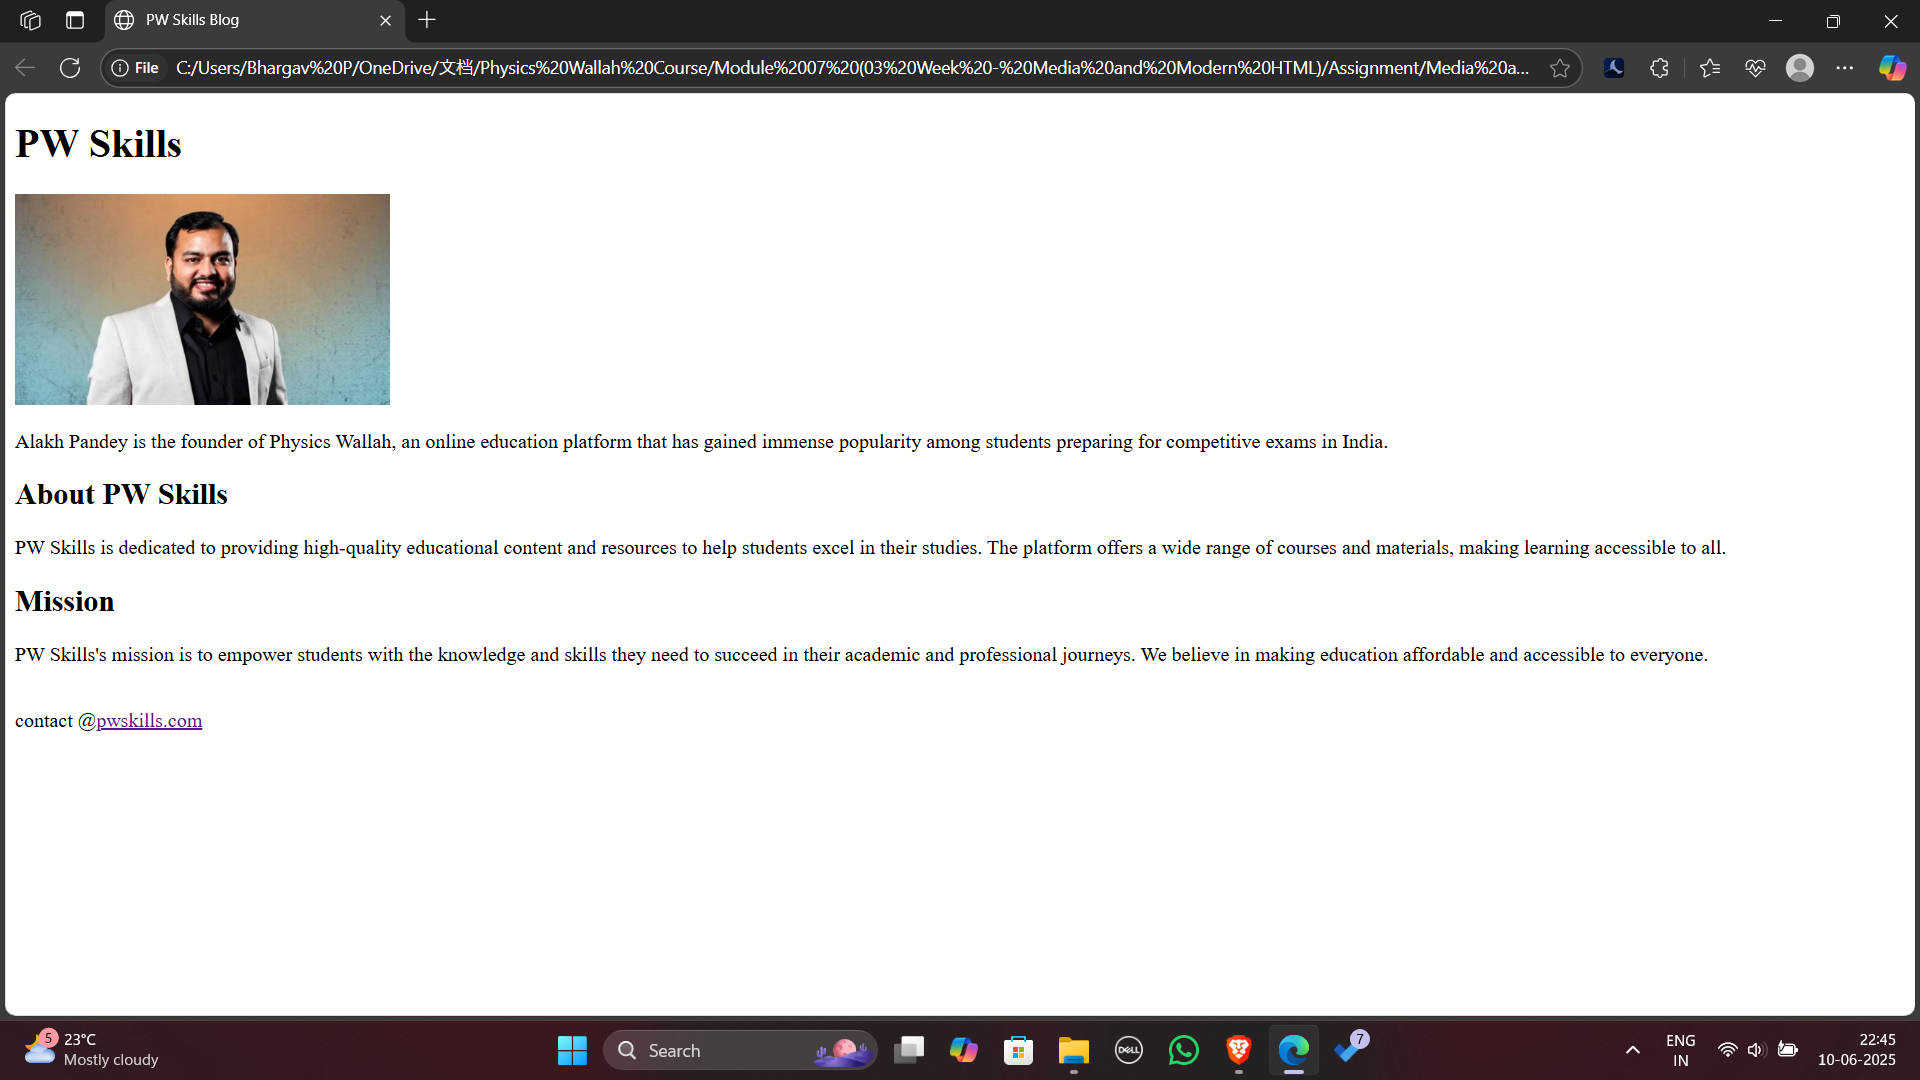 PW Skills Blog
File
C:/Users/Bhargav%20P/OneDrive/文档/Physics%20Wallah%20Course/Module%2007%20(03%20Week%20-%20Media%20and%20Modern%20HTML)/Assignment/Media%20a...
PW Skills
Alakh Pandey is the founder of Physics Wallah, an online education platform that has gained immense popularity among students preparing for competitive exams in India.
About PW Skills
PW Skills is dedicated to providing high-quality educational content and resources to help students excel in their studies. The platform offers a wide range of courses and materials, making learning accessible to all.
Mission
PW Skills's mission is to empower students with the knowledge and skills they need to succeed in their academic and professional journeys. We believe in making education affordable and accessible to everyone.
contact @pwskills.com
5
23°C
Mostly cloudy
Search
DELL
7
ENG
IN
22:45
10-06-2025